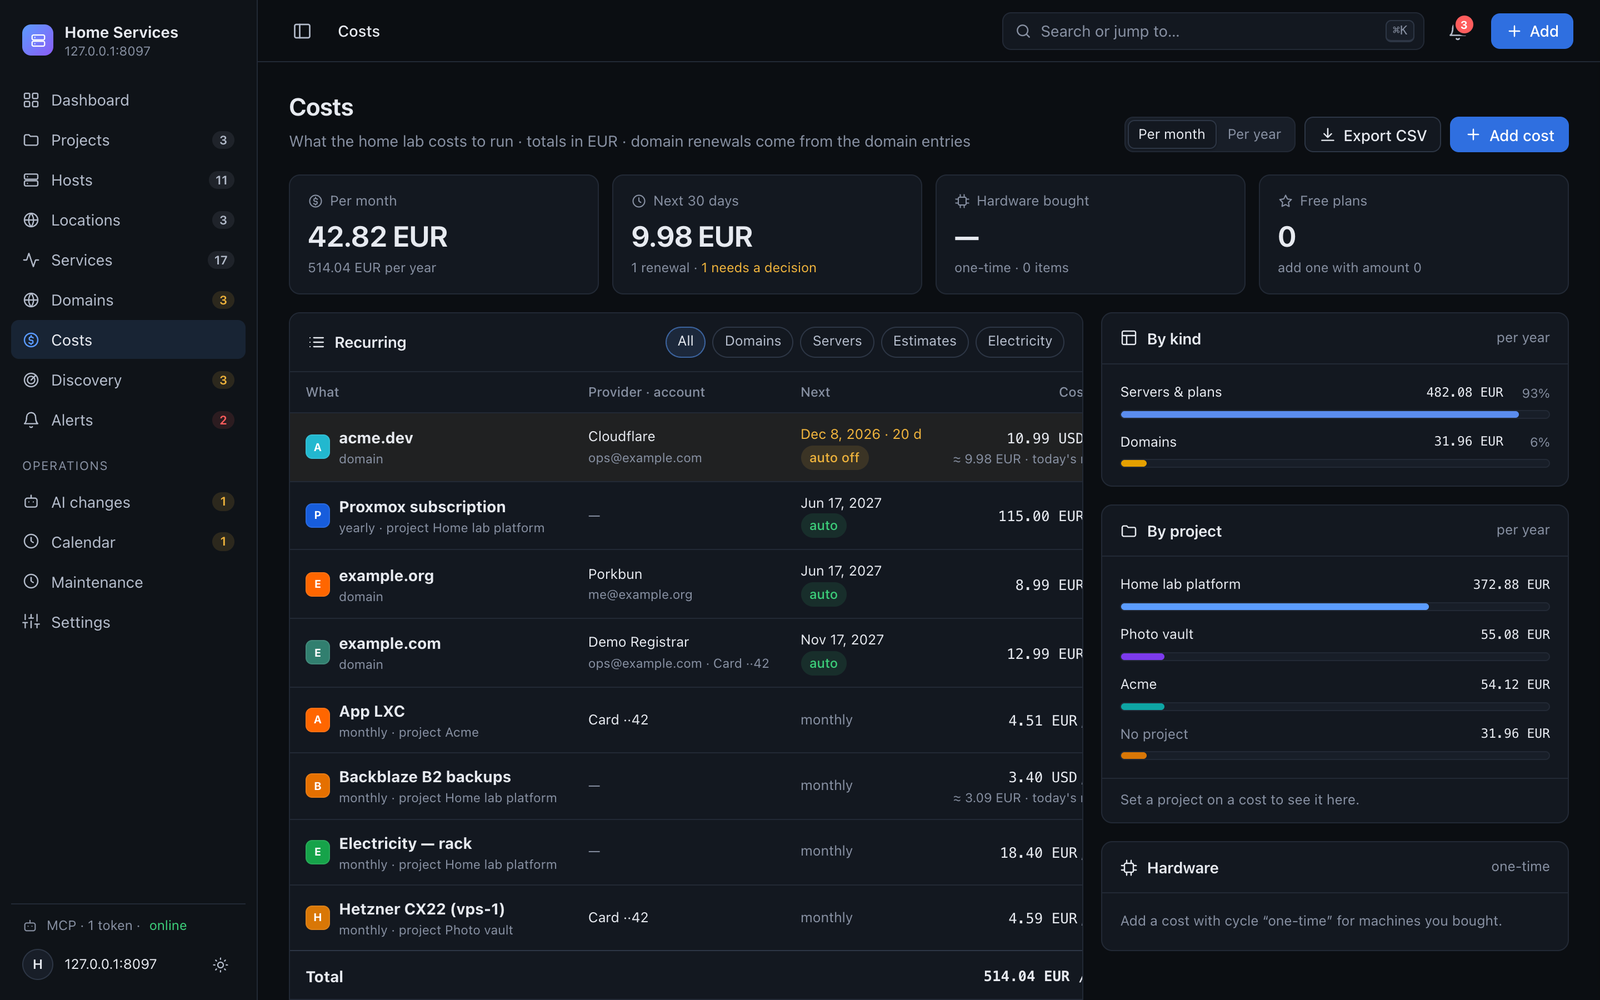 Home Services
127.0.0.1:8097
Dashboard
Projects 3
Hosts 11
Locations 3
Services 17
Domains 3
Costs
Discovery 3
Alerts 2
OPERATIONS
AI changes 1
Calendar 1
Maintenance
Settings
MCP · 1 token · online
H 127.0.0.1:8097
Costs
Search or jump to... ⌘K
3
+ Add
Costs
What the home lab costs to run · totals in EUR · domain renewals come from the domain entries
Per month Per year
Export CSV
+ Add cost
Per month
42.82 EUR
514.04 EUR per year
Next 30 days
9.98 EUR
1 renewal · 1 needs a decision
Hardware bought
—
one-time · 0 items
Free plans
0
add one with amount 0
Recurring
All Domains Servers Estimates Electricity
What Provider · account Next Cos
A acme.dev Cloudflare Dec 8, 2026 · 20 d 10.99 USD
domain ops@example.com auto off ≈ 9.98 EUR · today's
P Proxmox subscription — Jun 17, 2027 115.00 EUR
yearly · project Home lab platform auto
E example.org Porkbun Jun 17, 2027 8.99 EUR
domain me@example.org auto
E example.com Demo Registrar Nov 17, 2027 12.99 EUR
domain ops@example.com · Card ··42 auto
A App LXC Card ··42 monthly 4.51 EUR
monthly · project Acme
B Backblaze B2 backups — monthly 3.40 USD
monthly · project Home lab platform ≈ 3.09 EUR · today's
E Electricity — rack — monthly 18.40 EUR
monthly · project Home lab platform
H Hetzner CX22 (vps-1) Card ··42 monthly 4.59 EUR
monthly · project Photo vault
Total 514.04 EUR /
By kind per year
Servers & plans 482.08 EUR 93%
Domains 31.96 EUR 6%
By project per year
Home lab platform 372.88 EUR
Photo vault 55.08 EUR
Acme 54.12 EUR
No project 31.96 EUR
Set a project on a cost to see it here.
Hardware one-time
Add a cost with cycle “one-time” for machines you bought.